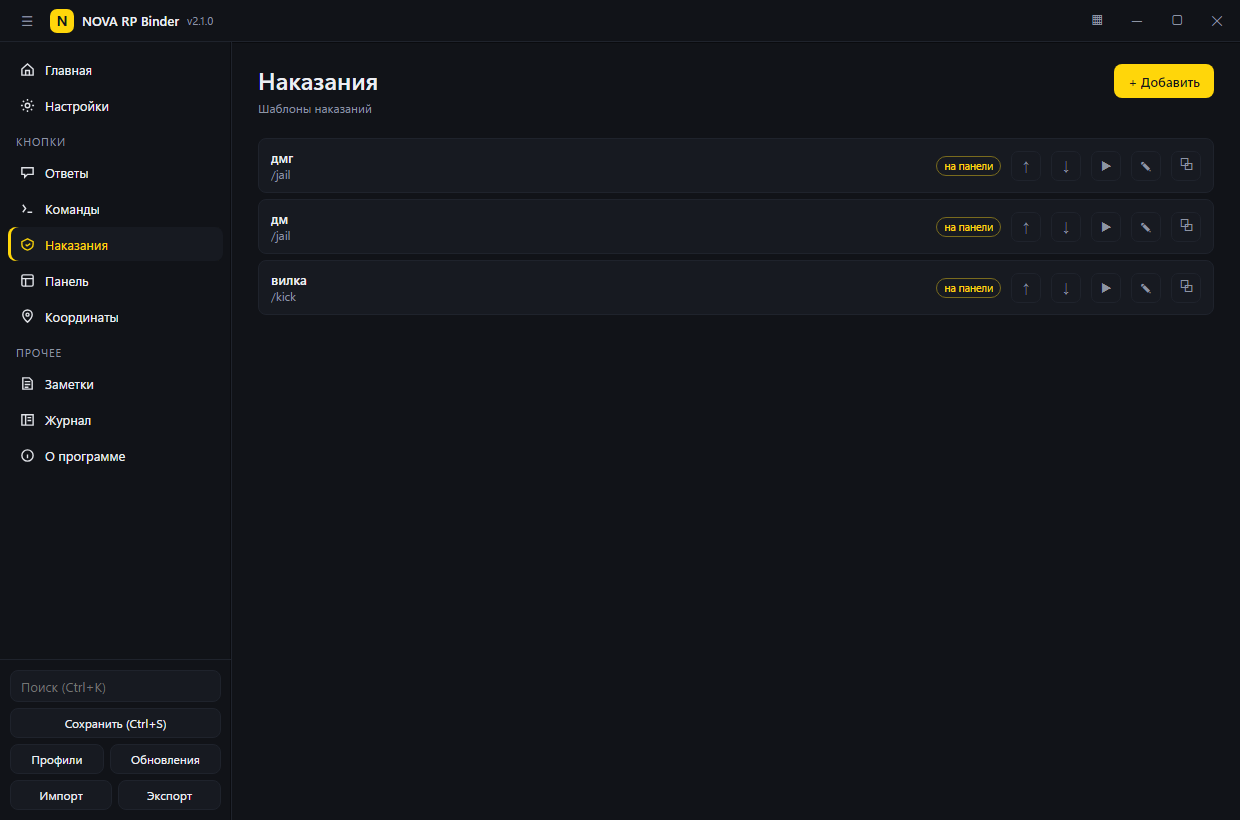 N NOVA RP Binder v2.1.0
Главная
Настройки
КНОПКИ
Ответы
Команды
Наказания
Панель
Координаты
ПРОЧЕЕ
Заметки
Журнал
О программе
Поиск (Ctrl+K)
Сохранить (Ctrl+S)
Профили Обновления
Импорт Экспорт
Наказания
+ Добавить
Шаблоны наказаний
дмг
/jail
на панели
дм
/jail
на панели
вилка
/kick
на панели